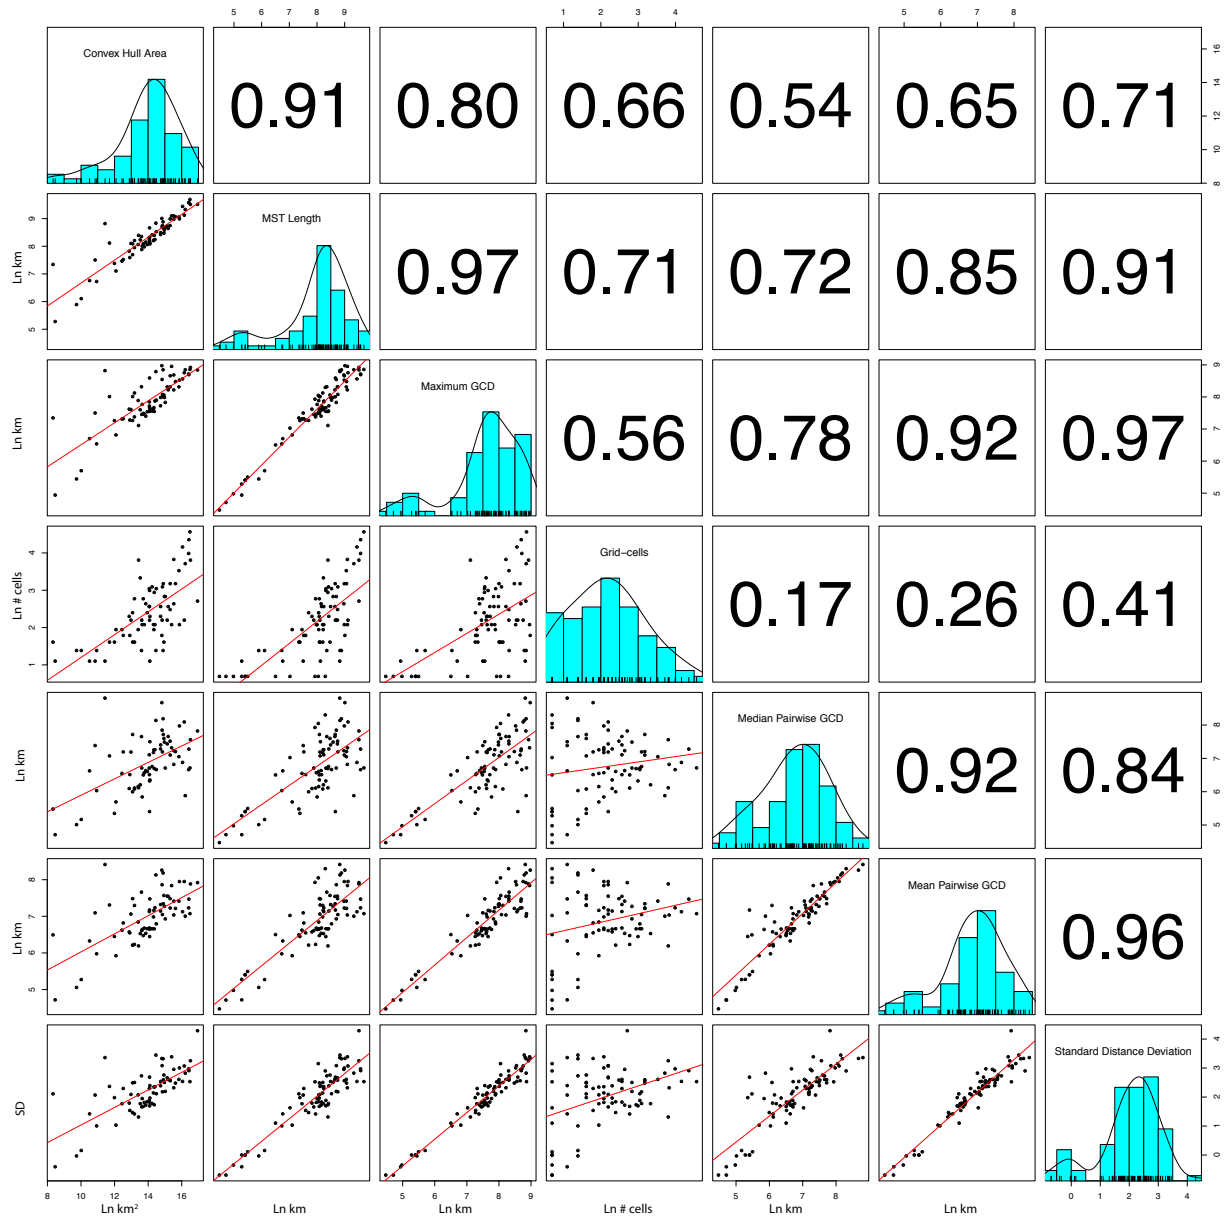 5 6 7 8 9
1 2 3 4
5 6 7 8
Convex Hull Area
0.91 0.80 0.66 0.54 0.65 0.71
8 10 12 14 16
Ln km
5 6 7 8 9
MST Length
0.97 0.71 0.72 0.85 0.91
Ln km
Maximum GCD
0.56 0.78 0.92 0.97
5 6 7 8 9
Ln # cells
1 2 3 4
Grid-cells
0.17 0.26 0.41
Ln km
Median Pairwise GCD
0.92 0.84
5 6 7 8
Ln km
5 6 7 8
Mean Pairwise GCD
0.96
SD
Standard Distance Deviation
0 1 2 3 4
8 10 12 14 16
5 6 7 8 9
5 6 7 8
0 1 2 3 4
Ln km²
Ln km
Ln km
Ln # cells
Ln km
Ln km